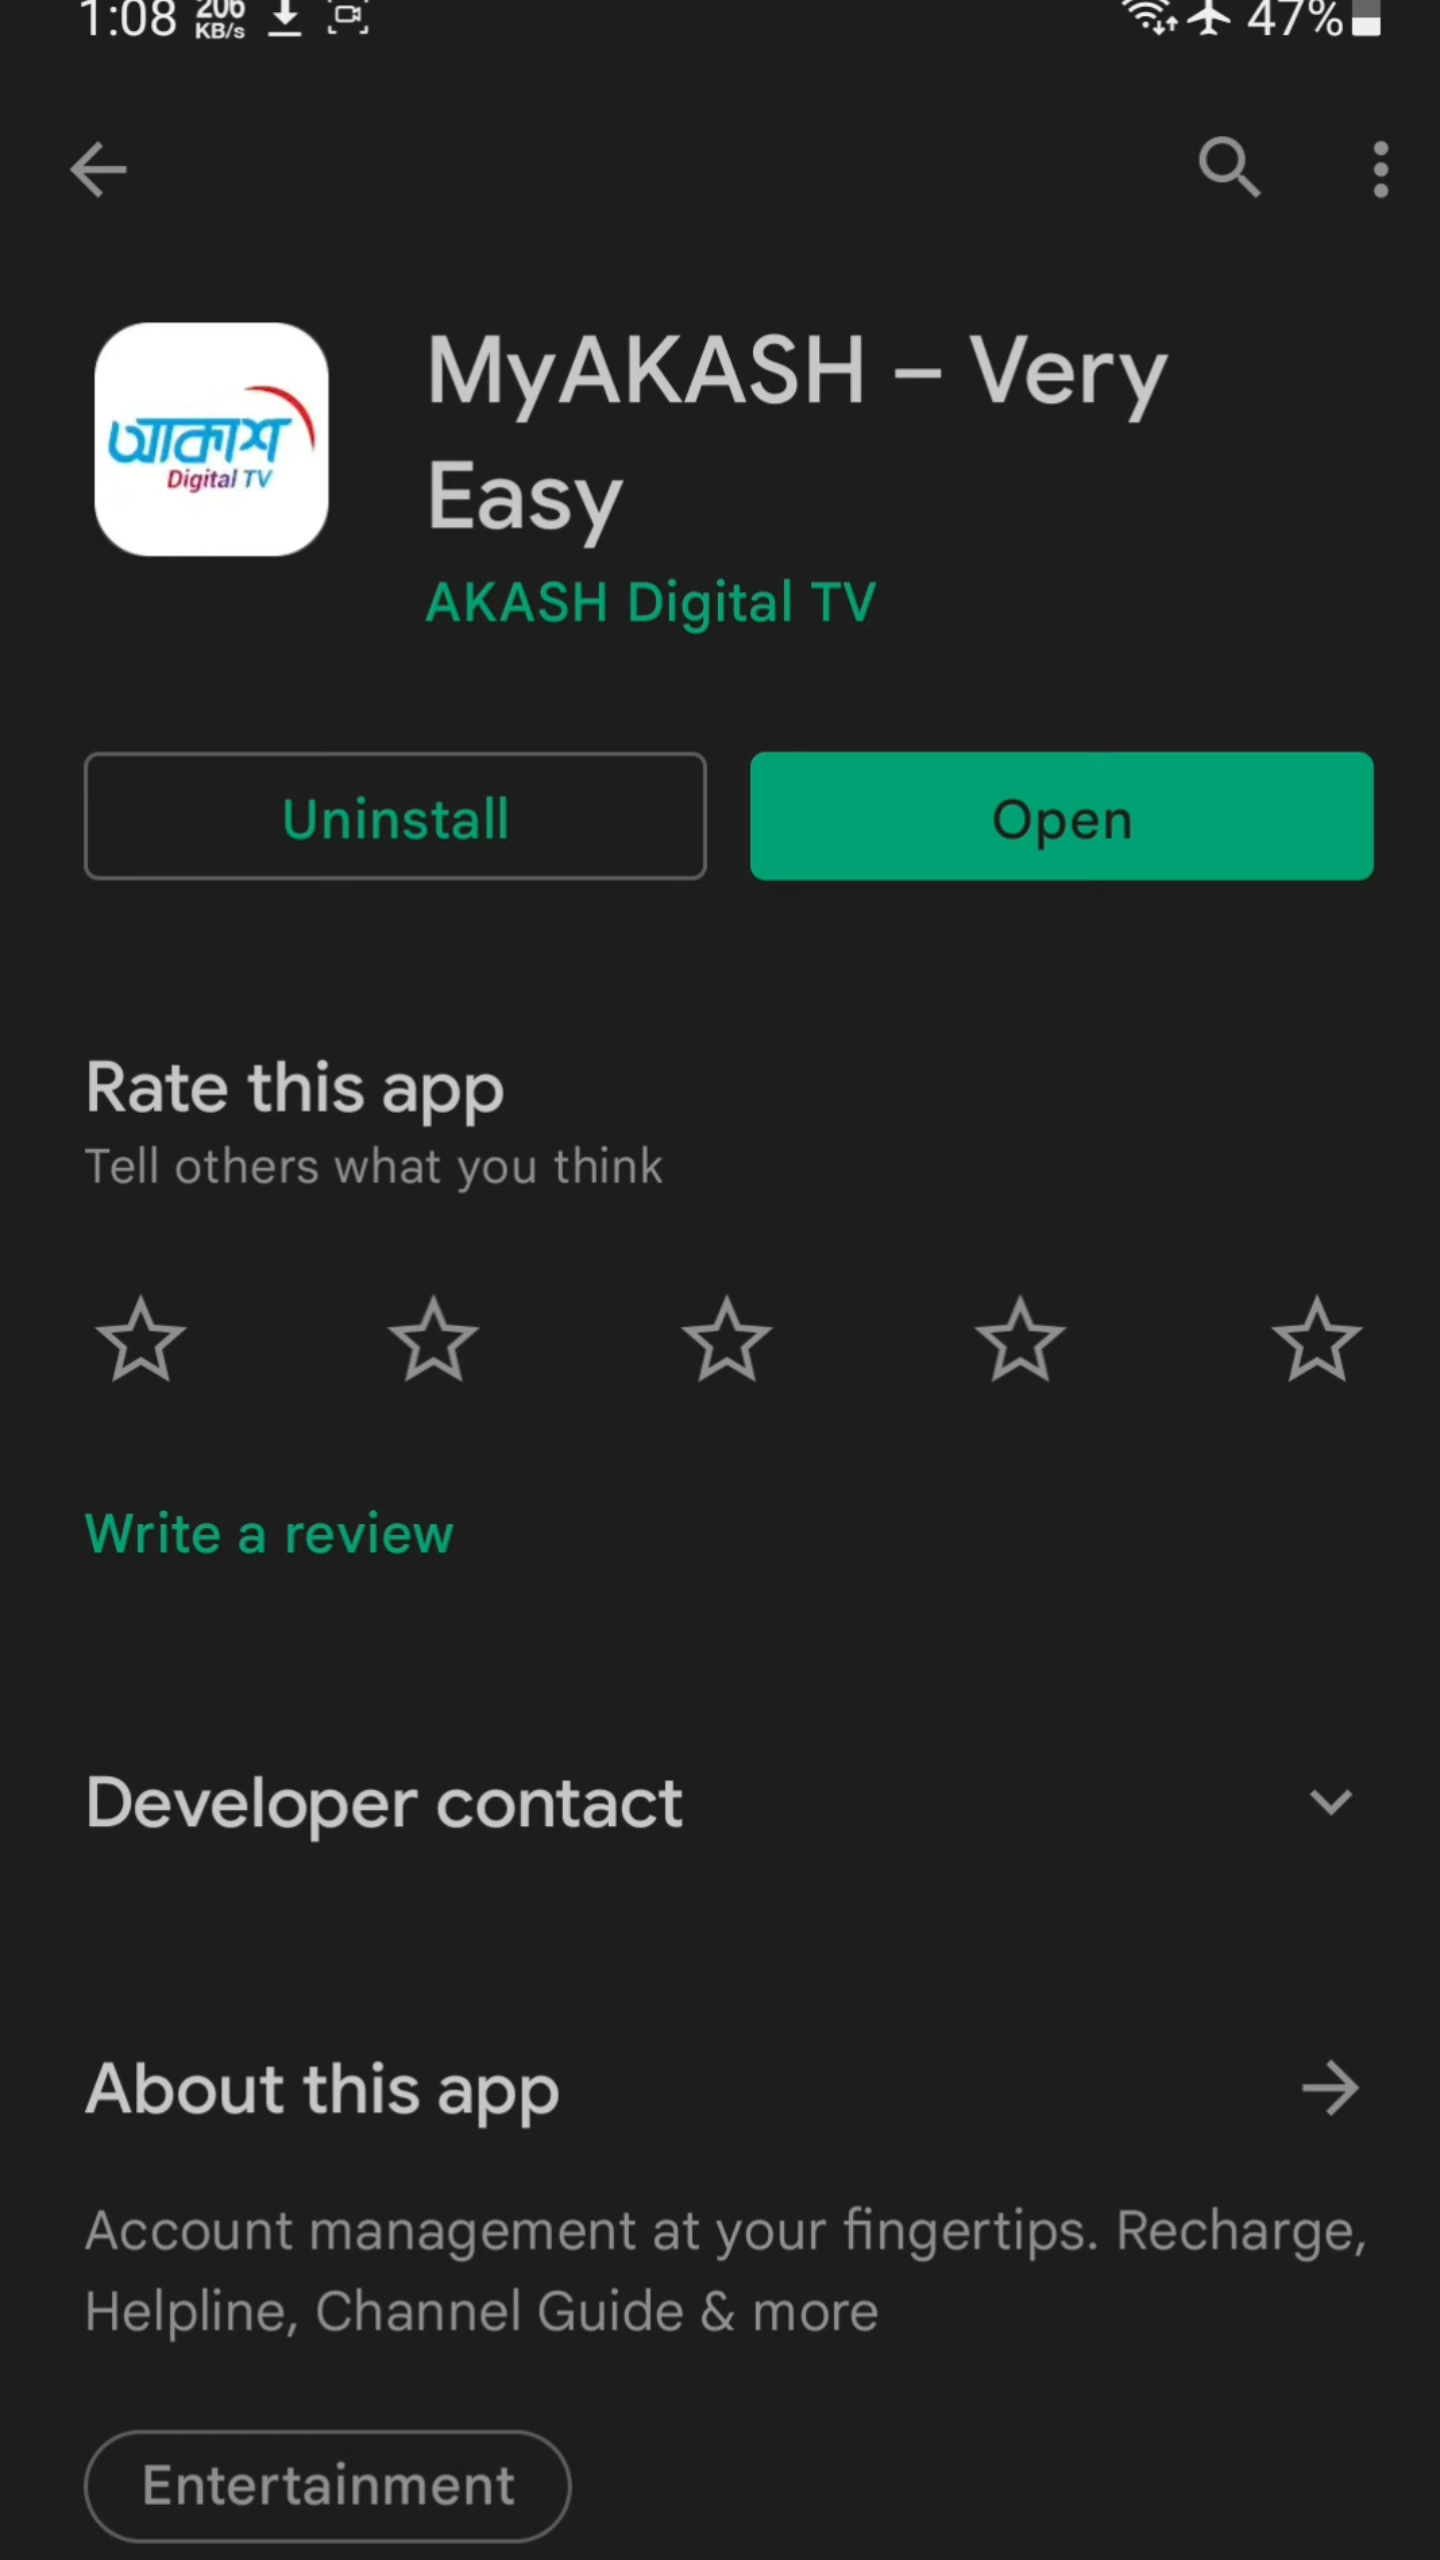 1:08 206 KB/s 47%
MyAKASH – Very
Easy
আকাশ
Digital TV
AKASH Digital TV
Uninstall Open
Rate this app
Tell others what you think
Write a review
Developer contact
About this app
Account management at your fingertips. Recharge,
Helpline, Channel Guide & more
Entertainment